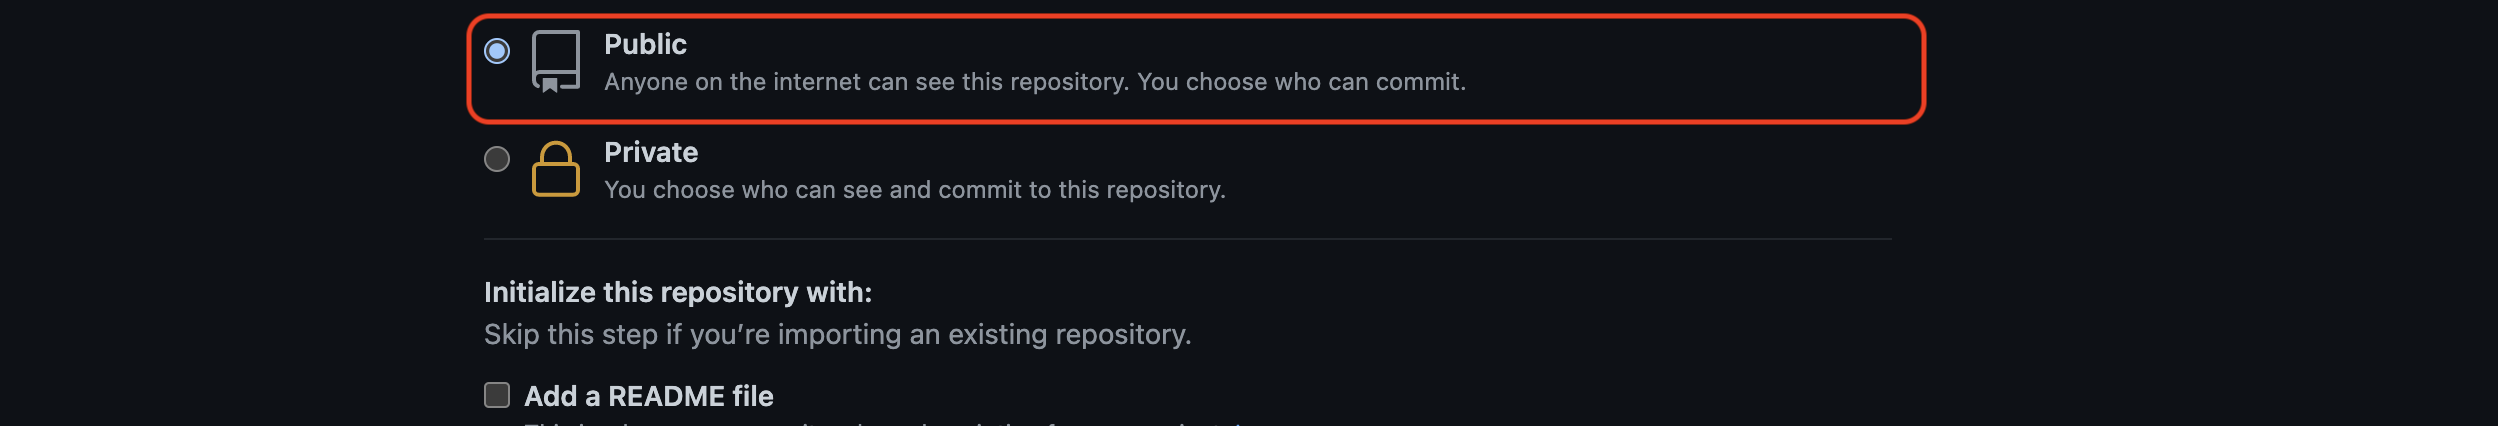 Public
Anyone on the internet can see this repository. You choose who can commit.
Private
You choose who can see and commit to this repository.
Initialize this repository with:
Skip this step if you’re importing an existing repository.
Add a README file